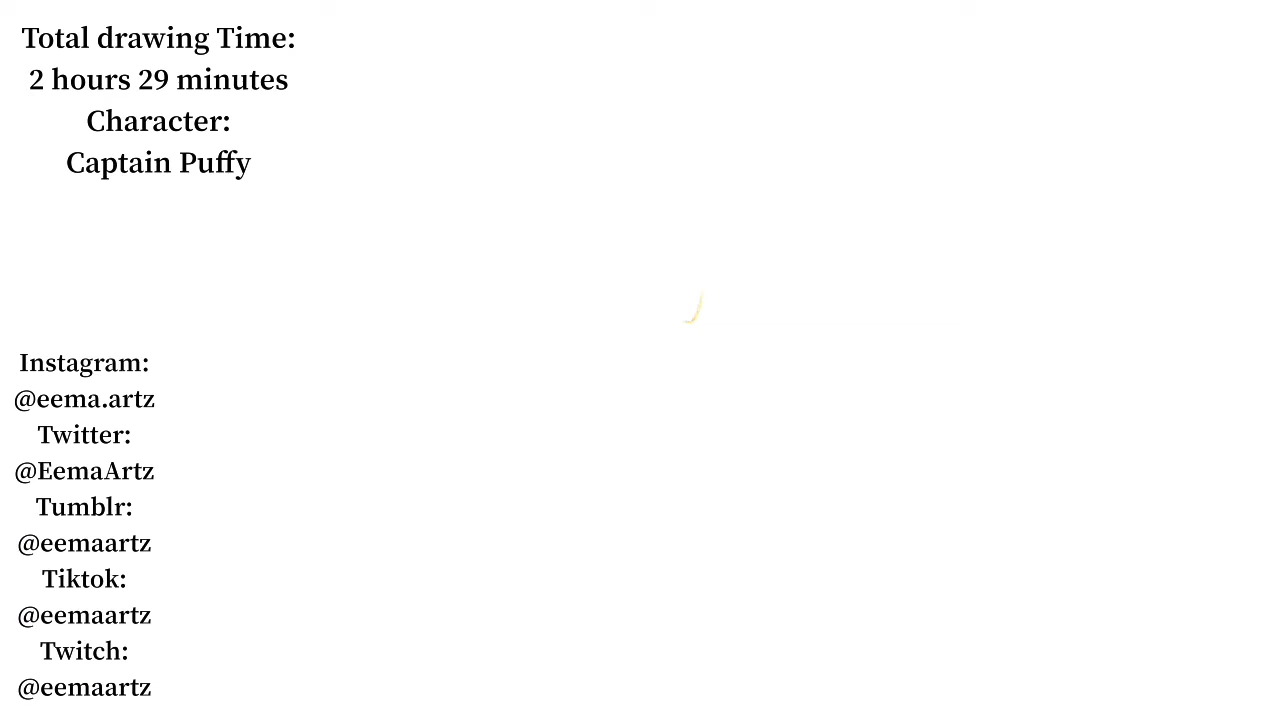 Total drawing Time:
2 hours 29 minutes
Character:
Captain Puffy
Instagram:
@eema.artz
Twitter:
@EemaArtz
Tumblr:
@eemaartz
Tiktok:
@eemaartz
Twitch:
@eemaartz